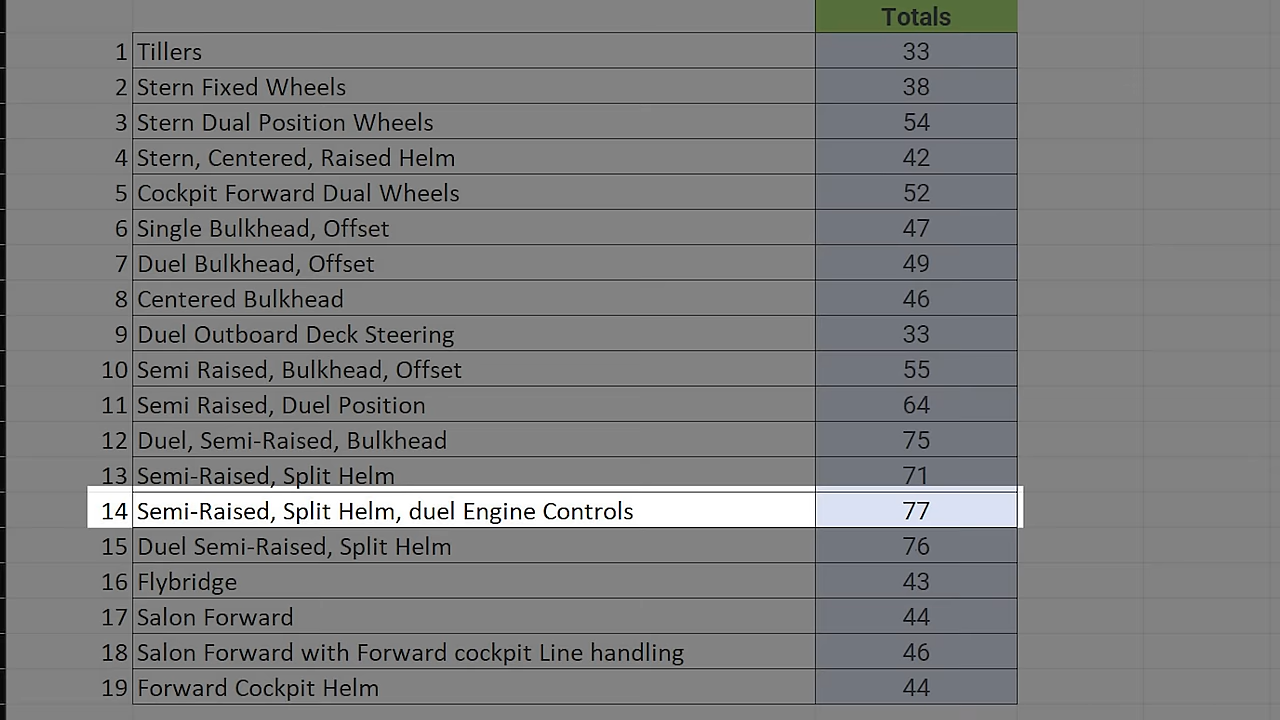 Totals
1 Tillers 33
2 Stern Fixed Wheels 38
3 Stern Dual Position Wheels 54
4 Stern, Centered, Raised Helm 42
5 Cockpit Forward Dual Wheels 52
6 Single Bulkhead, Offset 47
7 Duel Bulkhead, Offset 49
8 Centered Bulkhead 46
9 Duel Outboard Deck Steering 33
10 Semi Raised, Bulkhead, Offset 55
11 Semi Raised, Duel Position 64
12 Duel, Semi-Raised, Bulkhead 75
13 Semi-Raised, Split Helm 71
14 Semi-Raised, Split Helm, duel Engine Controls 77
15 Duel Semi-Raised, Split Helm 76
16 Flybridge 43
17 Salon Forward 44
18 Salon Forward with Forward cockpit Line handling 46
19 Forward Cockpit Helm 44